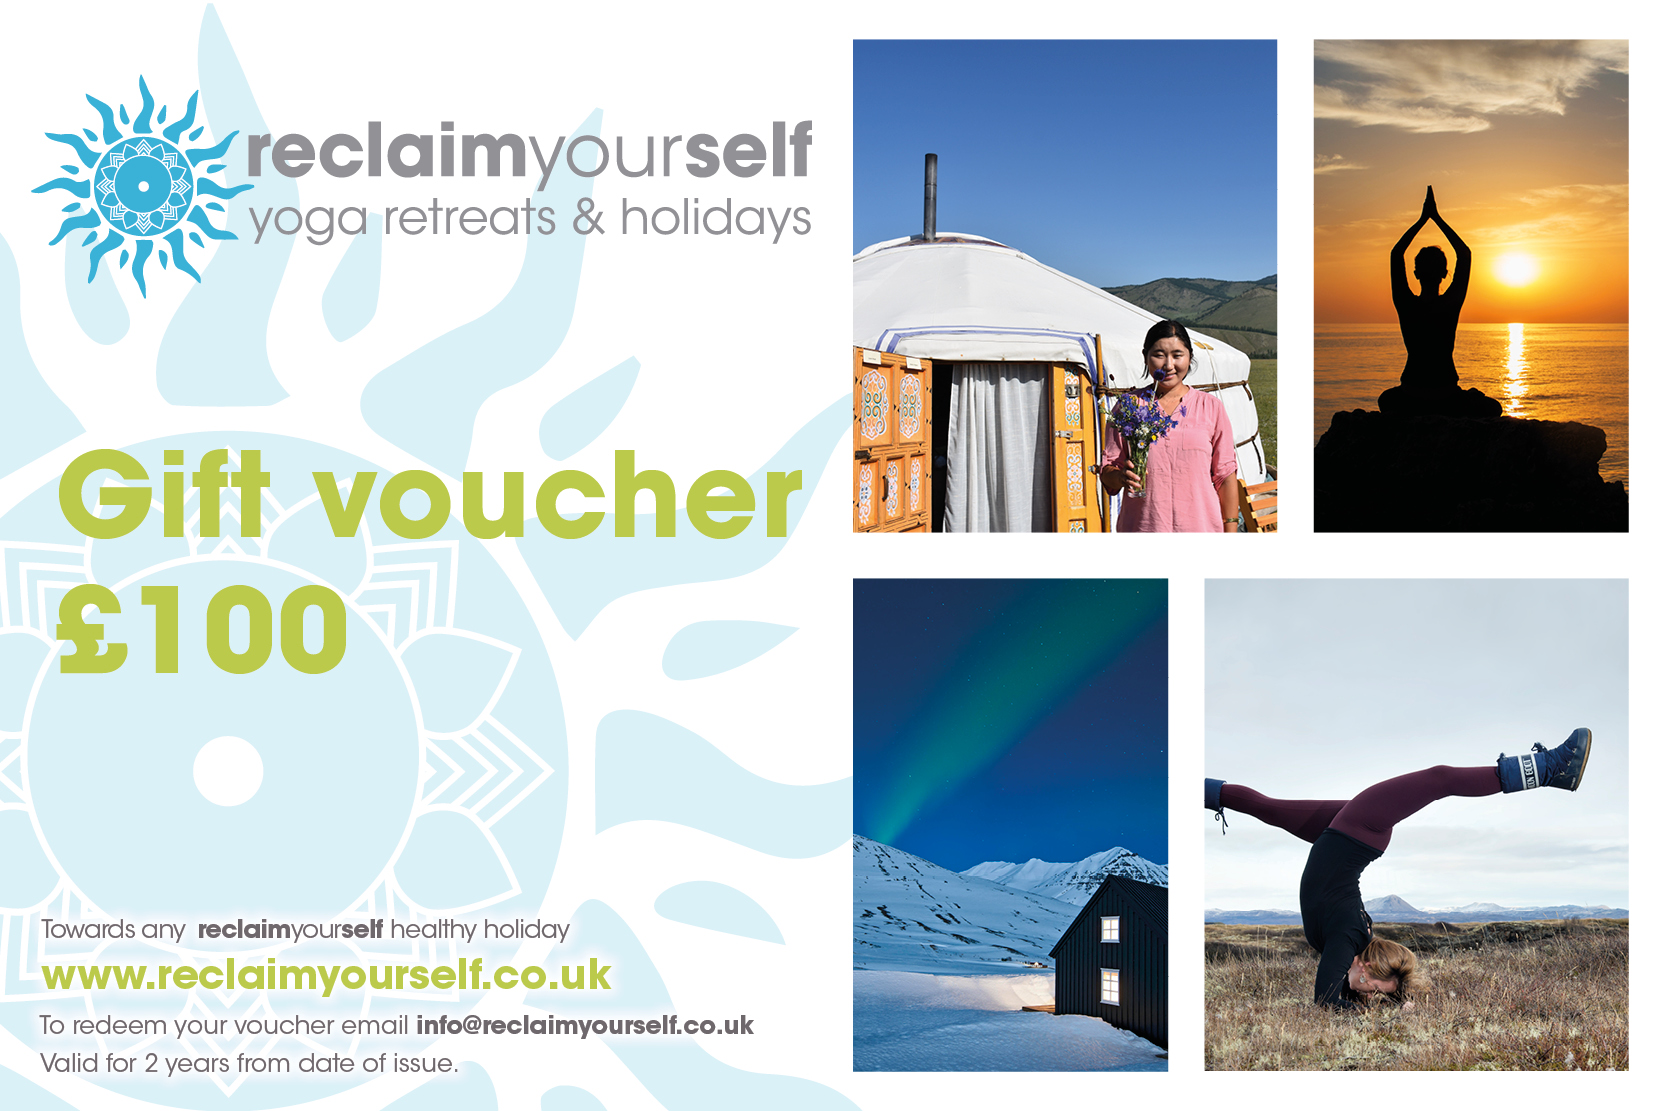 reclaimyourself
yoga retreats & holidays
Gift voucher
£100
Towards any reclaimyourself healthy holiday
www.reclaimyourself.co.uk
To redeem your voucher email info@reclaimyourself.co.uk
Valid for 2 years from date of issue.